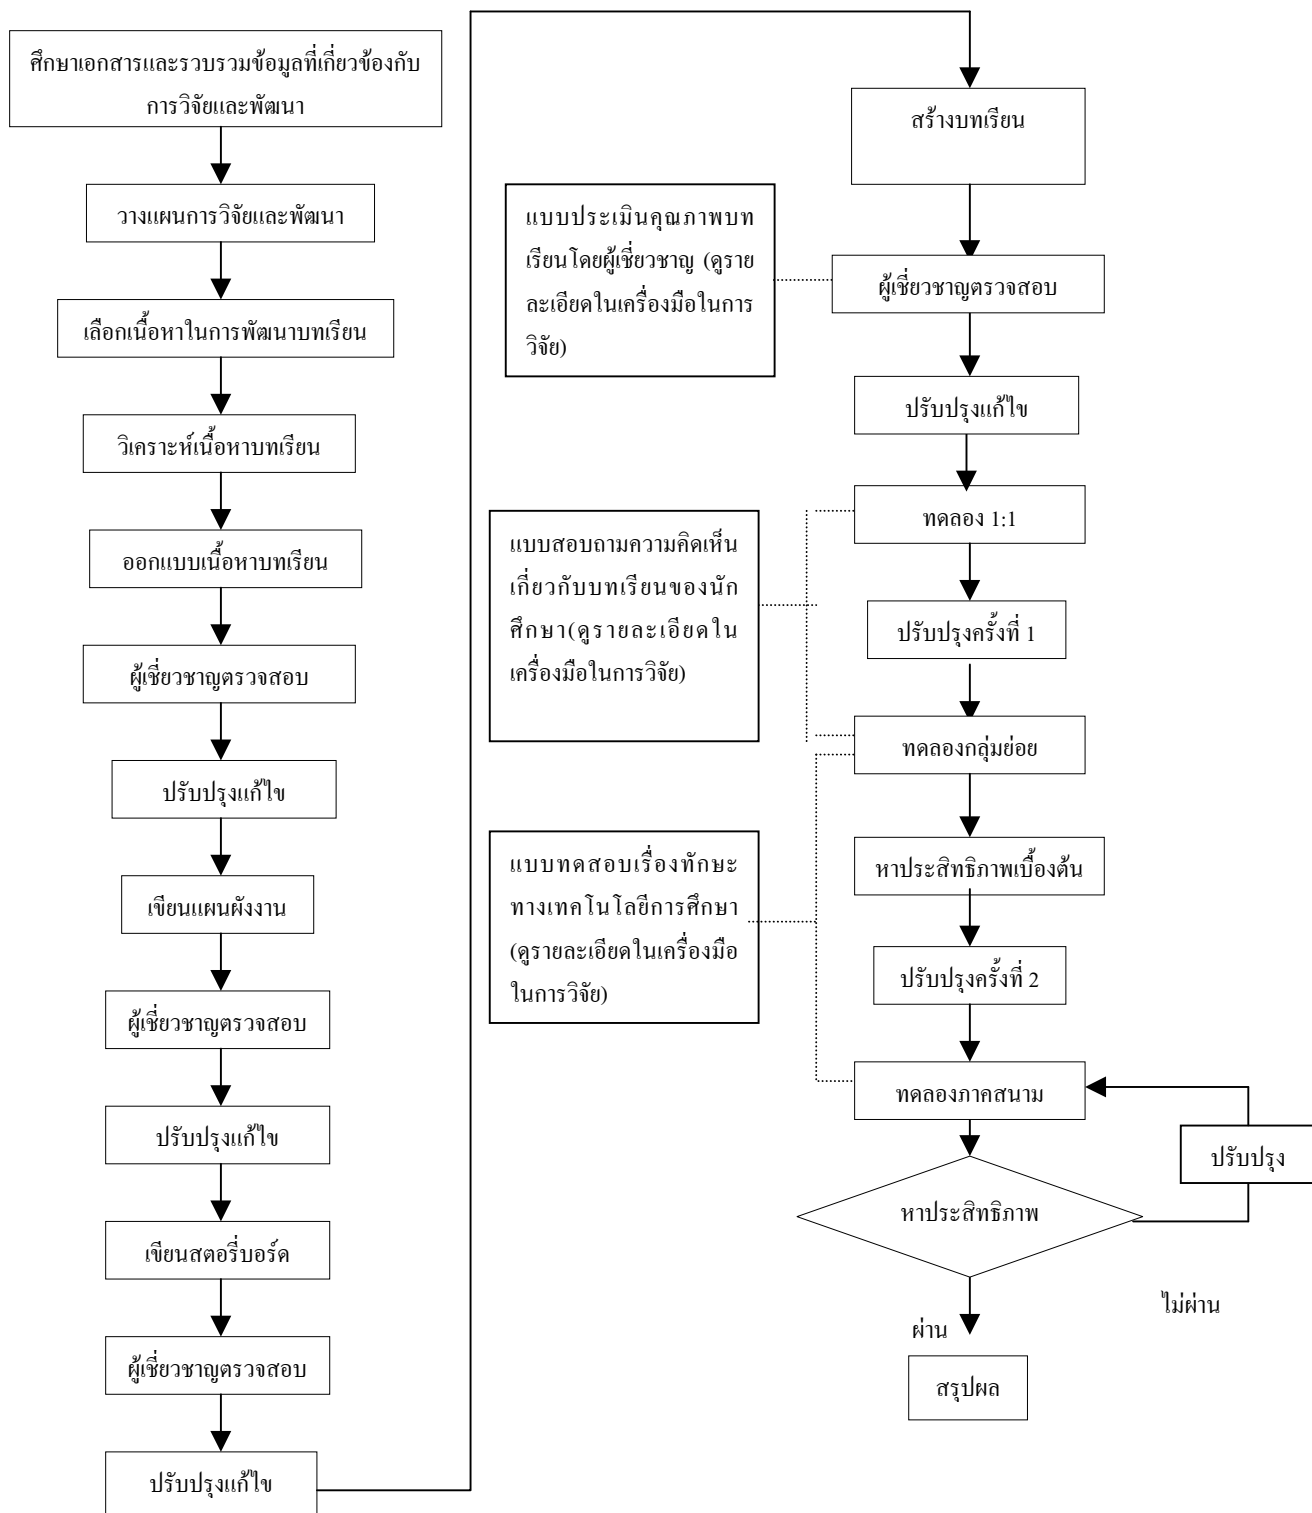 ศึกษาเอกสารและรวบรวมข้อมูลที่เกี่ยวข้องกับ
การวิจัยและพัฒนา
วางแผนการวิจัยและพัฒนา
เลือกเนื้อหาในการพัฒนาบทเรียน
วิเคราะห์เนื้อหาบทเรียน
ออกแบบเนื้อหาบทเรียน
ผู้เชี่ยวชาญตรวจสอบ
ปรับปรุงแก้ไข
เขียนแผนผังงาน
ผู้เชี่ยวชาญตรวจสอบ
ปรับปรุงแก้ไข
เขียนสตอรี่บอร์ด
ผู้เชี่ยวชาญตรวจสอบ
ปรับปรุงแก้ไข
สร้างบทเรียน
แบบประเมินคุณภาพบท
เรียนโดยผู้เชี่ยวชาญ (ดูราย
ละเอียดในเครื่องมือในการ
วิจัย)
ผู้เชี่ยวชาญตรวจสอบ
ปรับปรุงแก้ไข
ทดลอง 1:1
แบบสอบถามความคิดเห็น
เกี่ยวกับบทเรียนของนัก
ศึกษา(ดูรายละเอียดใน
เครื่องมือในการวิจัย)
ปรับปรุงครั้งที่ 1
ทดลองกลุ่มย่อย
แบบทดสอบเรื่องทักษะ
ทางเทคโนโลยีการศึกษา
(ดูรายละเอียดในเครื่องมือ
ในการวิจัย)
หาประสิทธิภาพเบื้องต้น
ปรับปรุงครั้งที่ 2
ทดลองภาคสนาม
ปรับปรุง
หาประสิทธิภาพ
ไม่ผ่าน
ผ่าน
สรุปผล